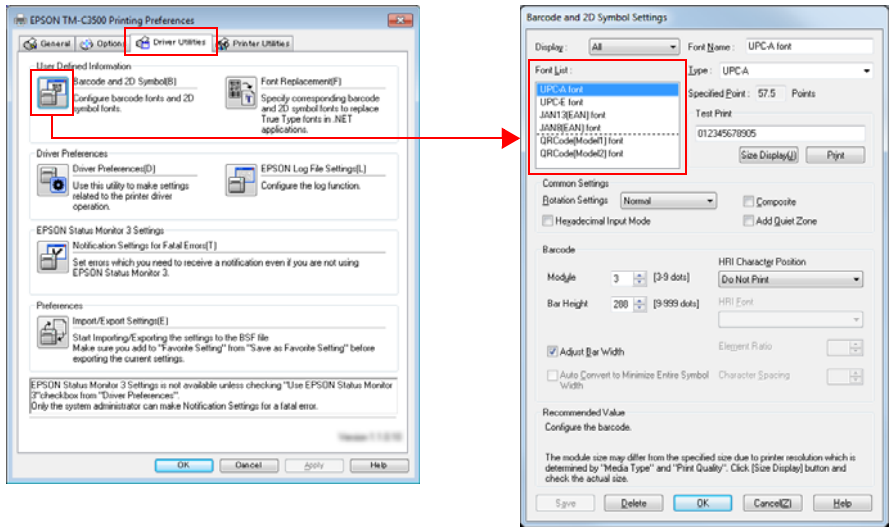 EPSON TM-C3500 Printing Preferences
General
Option
Driver Utilities
Printer Utilities
User Defined Information
Barcode and 2D Symbol(B)
Configure barcode fonts and 2D
symbol fonts.
Font Replacement(F)
Specify corresponding barcode
and 2D symbol fonts to replace
True Type fonts in .NET
applications.
Driver Preferences
Driver Preferences(D)
Use this utility to make settings
related to the printer driver
operation.
EPSON Log File Settings(L)
Configure the log function.
EPSON Status Monitor 3 Settings
Notification Settings for Fatal Errors(T)
Set errors which you need to receive a notification even if you are not using
EPSON Status Monitor 3.
Preferences
Import/Export Settings(E)
Start Importing/Exporting the settings to the BSF file
Make sure you add to "Favorite Setting" from "Save as Favorite Setting" before
exporting the current settings.
EPSON Status Monitor 3 Settings is not available unless checking "Use EPSON Status Monitor
3"checkbox from "Driver Preferences".
Only the system administrator can make Notification Settings for a fatal error.
OK
Cancel
Apply
Help
Barcode and 2D Symbol Settings
Display :
All
Font Name :
UPC-A font
Font List :
Type :
UPC-A
UPC-A font
UPC-E font
JAN13(EAN) font
JAN8(EAN) font
QRCode(Model1) font
QRCode(Model2) font
Specified Point :
57.5
Points
Test Print
012345678905
Size Display(J)
Print
Common Settings
Rotation Settings
Normal
Composite
Hexadecimal Input Mode
Add Quiet Zone
Barcode
HRI Character Position
Module
3
[3-9 dots]
Do Not Print
Bar Height
200
[9-999 dots]
HRI Font
Adjust Bar Width
Element Ratio
Auto Convert to Minimize Entire Symbol
Width
Character Spacing
Recommended Value
Configure the barcode.
The module size may differ from the specified size due to printer resolution which is
determined by "Media Type" and "Print Quality". Click [Size Display] button and
check the actual size.
Save
Delete
OK
Cancel(Z)
Help